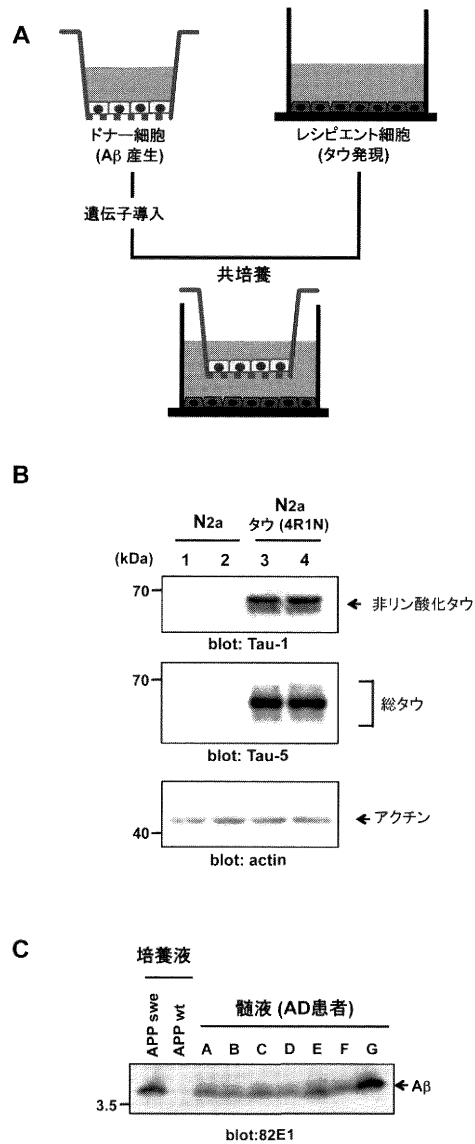 A
ドナー細胞
(Aβ 産生)
レシピエント細胞
(タウ発現)
遺伝子導入
共培養
B
N2a
N2a
タウ (4R1N)
(kDa) 1 2 3 4
70
非リン酸化タウ
blot: Tau-1
70
総タウ
blot: Tau-5
アクチン
40
blot: actin
C
培養液
髄液 (AD患者)
APP swe
APP wt
A B C D E F G
Aβ
3.5
blot:82E1